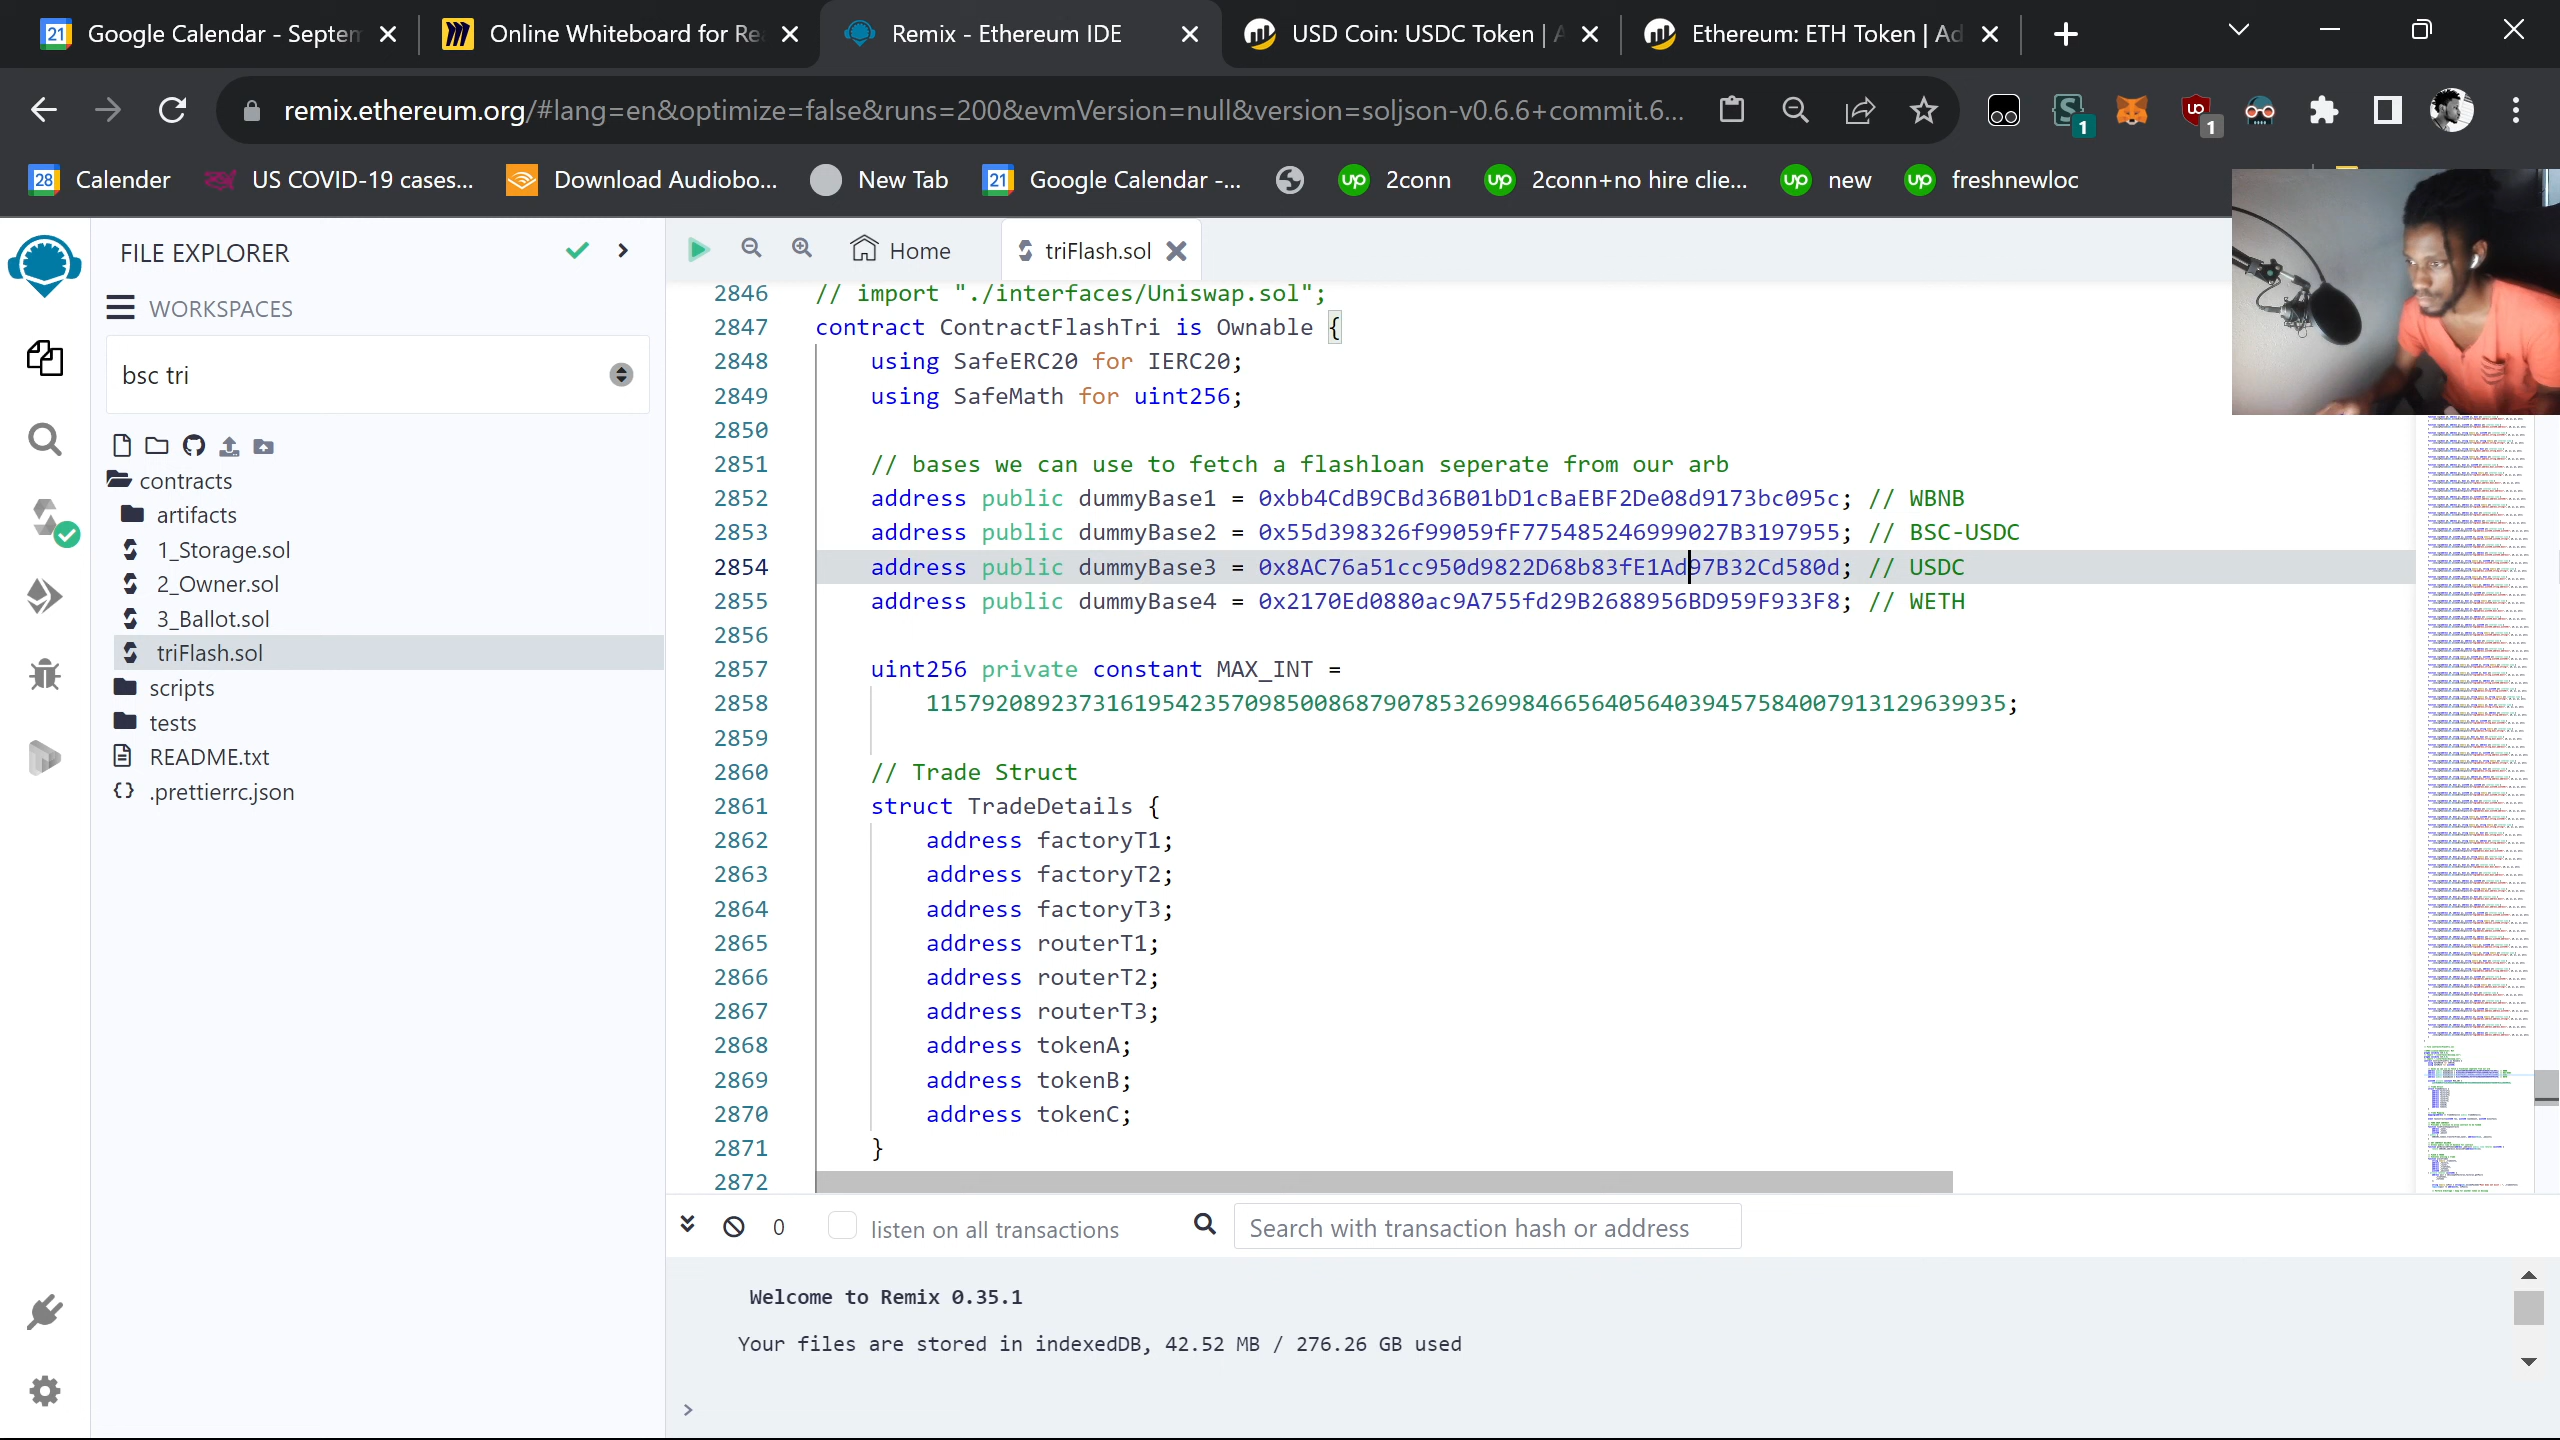 Google Calendar - Septem
Online Whiteboard for Re
Remix - Ethereum IDE
USD Coin: USDC Token | A
Ethereum: ETH Token | Ad
remix.ethereum.org/#lang=en&optimize=false&runs=200&evmVersion=null&version=soljson-v0.6.6+commit.6...
1
1
28 Calender
US COVID-19 cases...
Download Audiobo...
New Tab
21 Google Calendar -...
up 2conn
up 2conn+no hire clie...
up new
up freshnewloc
FILE EXPLORER
WORKSPACES
bsc tri
contracts
artifacts
1_Storage.sol
2_Owner.sol
3_Ballot.sol
triFlash.sol
scripts
tests
README.txt
.prettierrc.json
Home
triFlash.sol
2846 // import "./interfaces/Uniswap.sol";
2847 contract ContractFlashTri is Ownable {
2848 using SafeERC20 for IERC20;
2849 using SafeMath for uint256;
2850
2851 // bases we can use to fetch a flashloan seperate from our arb
2852 address public dummyBase1 = 0xbb4CdB9CBd36B01bD1cBaEBF2De08d9173bc095c; // WBNB
2853 address public dummyBase2 = 0x55d398326f99059fF775485246999027B3197955; // BSC-USDC
2854 address public dummyBase3 = 0x8AC76a51cc950d9822D68b83fE1Ad97B32Cd580d; // USDC
2855 address public dummyBase4 = 0x2170Ed0880ac9A755fd29B2688956BD959F933F8; // WETH
2856
2857 uint256 private constant MAX_INT =
2858 115792089237316195423570985008687907853269984665640564039457584007913129639935;
2859
2860 // Trade Struct
2861 struct TradeDetails {
2862 address factoryT1;
2863 address factoryT2;
2864 address factoryT3;
2865 address routerT1;
2866 address routerT2;
2867 address routerT3;
2868 address tokenA;
2869 address tokenB;
2870 address tokenC;
2871 }
2872
0
listen on all transactions
Search with transaction hash or address
Welcome to Remix 0.35.1
Your files are stored in indexedDB, 42.52 MB / 276.26 GB used
>